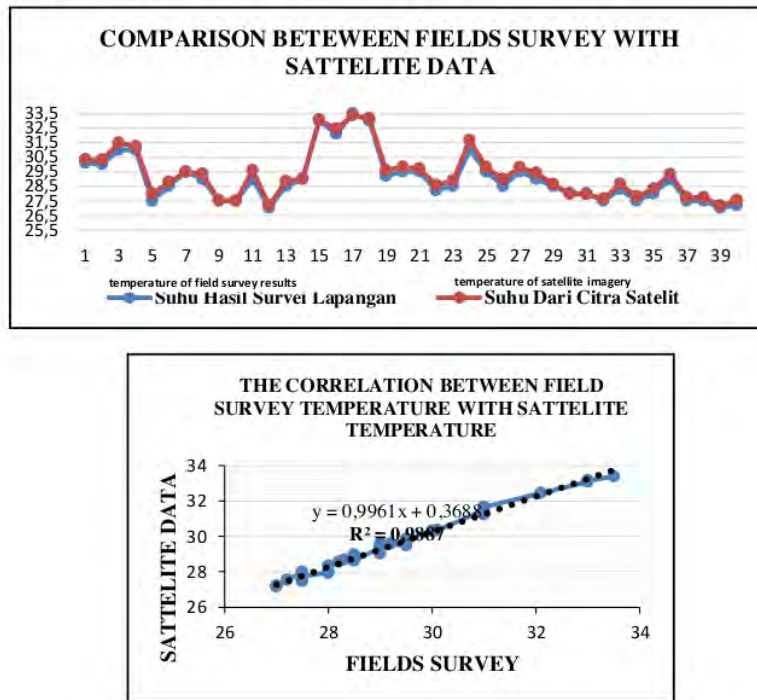 COMPARISON BETEWEEN FIELDS SURVEY WITH
SATTELITE DATA
33,5
32,5
31,5
30,5
29,5
28,5
27,5
26,5
25,5
1 3 5 7 9 11 13 15 17 19 21 23 25 27 29 31 33 35 37 39
temperature of field survey results temperature of satellite imagery
Suhu Hasil Survei Lapangan Suhu Dari Citra Satelit
THE CORRELATION BETWEEN FIELD
SURVEY TEMPERATURE WITH SATTELITE
TEMPERATURE
SATTELITE DATA
34
32
30
28
26
y = 0,9961x + 0,3688
R² = 0,9887
26 28 30 32 34
FIELDS SURVEY